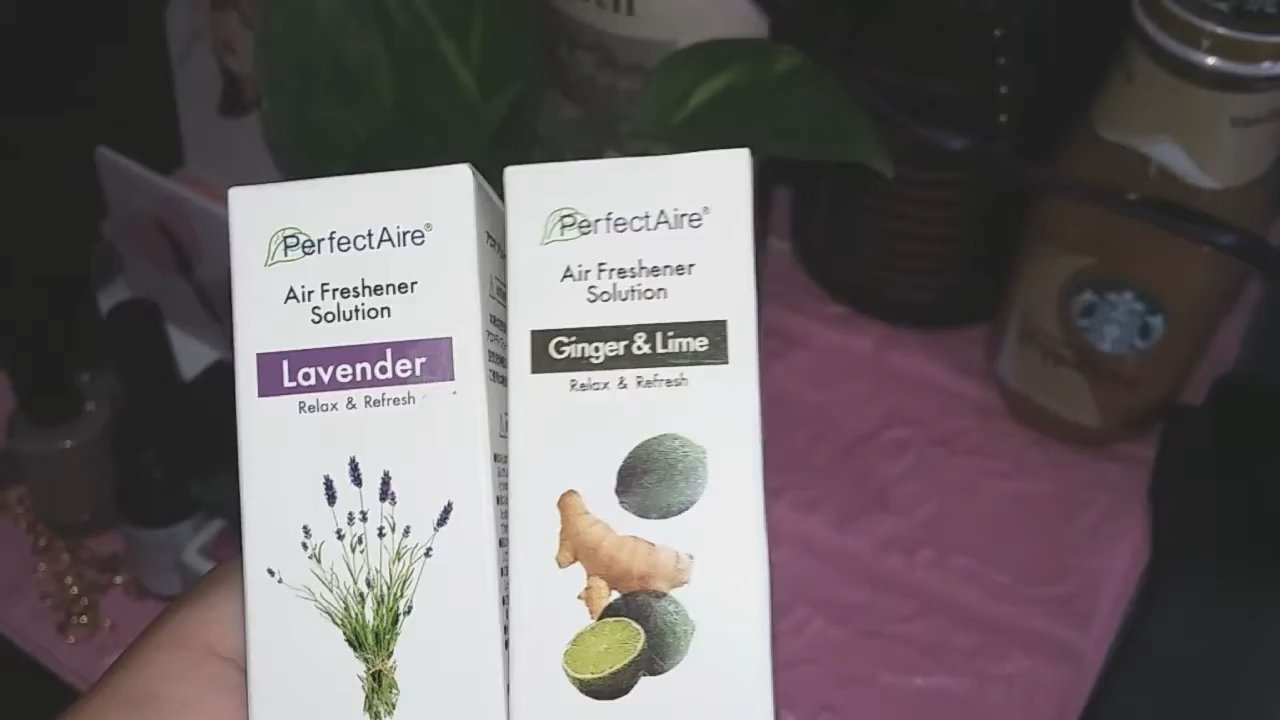 PerfectAire®
Air Freshener
Solution
Lavender
Relax & Refresh
PerfectAire®
Air Freshener
Solution
Ginger & Lime
Relax & Refresh